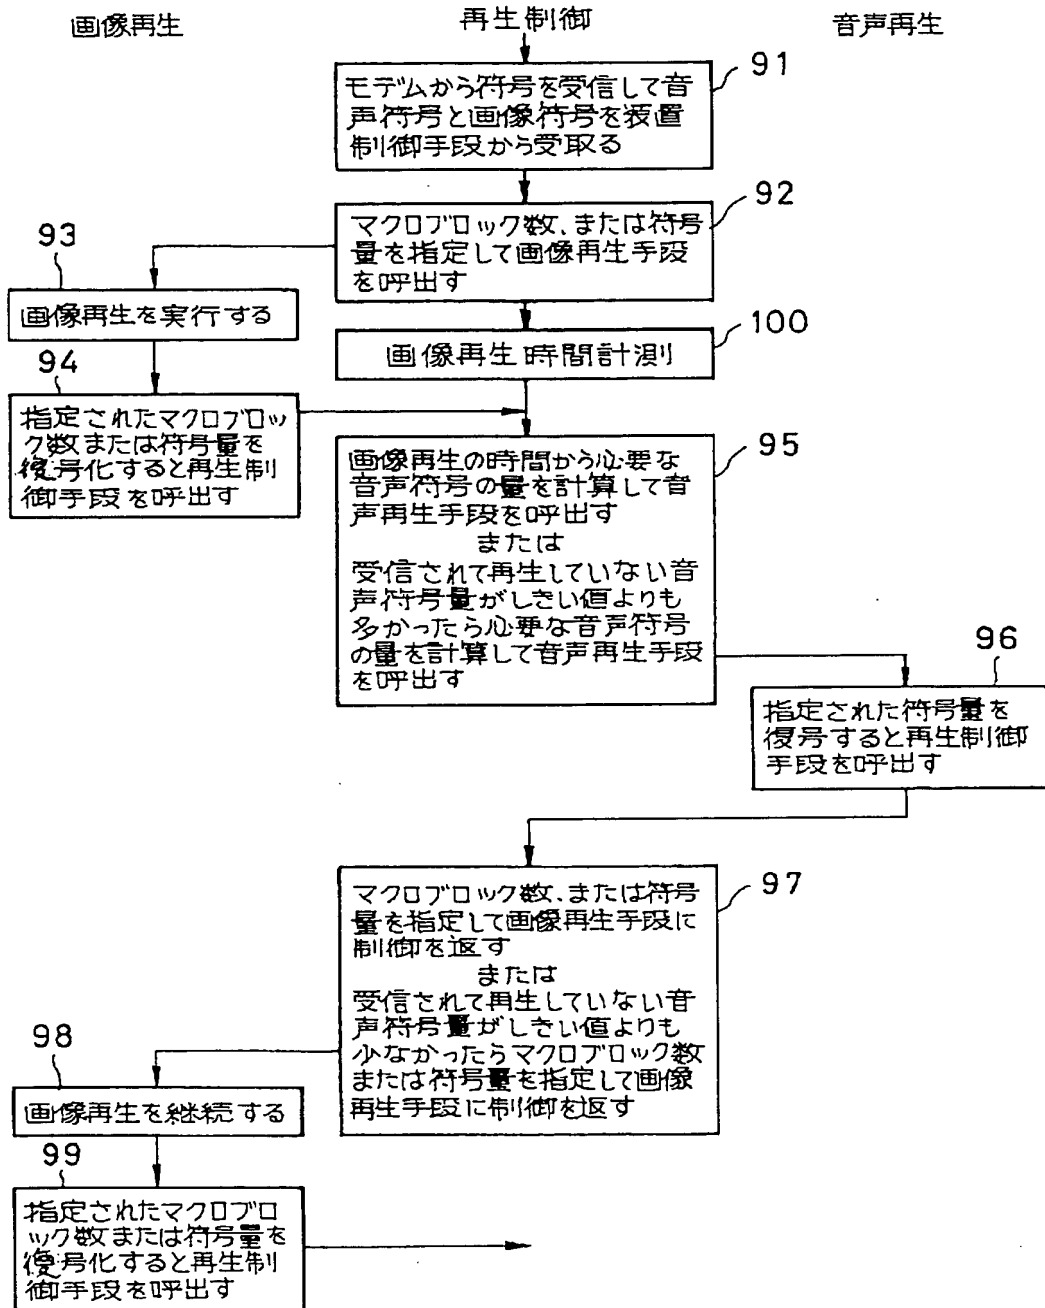 画像再生
再生制御
音声再生
91
モデムから符号を受信して音
声符号と画像符号を装置
制御手段から受取る
92
マクロブロック数、または符号
量を指定して画像再生手段
を呼出す
93
画像再生を実行する
100
画像再生時間計測
94
指定されたマクロブロッ
ク数または符号量を
復号化すると再生制
御手段を呼出す
95
画像再生の時間から必要な
音声符号の量を計算して音
声再生手段を呼出す
または
受信されて再生していない音
声符号量がしきい値よりも
多かったら必要な音声符号
の量を計算して音声再生手段
を呼出す
96
指定された符号量を
復号すると再生制御
手段を呼出す
97
マクロブロック数、または符号
量を指定して画像再生手段に
制御を返す
または
受信されて再生していない音
声符号量がしきい値よりも
少なかったらマクロブロック数
または符号量を指定して画像
再生手段に制御を返す
98
画像再生を継続する
99
指定されたマクロブロ
ック数または符号量を
復号化すると再生制
御手段を呼出す